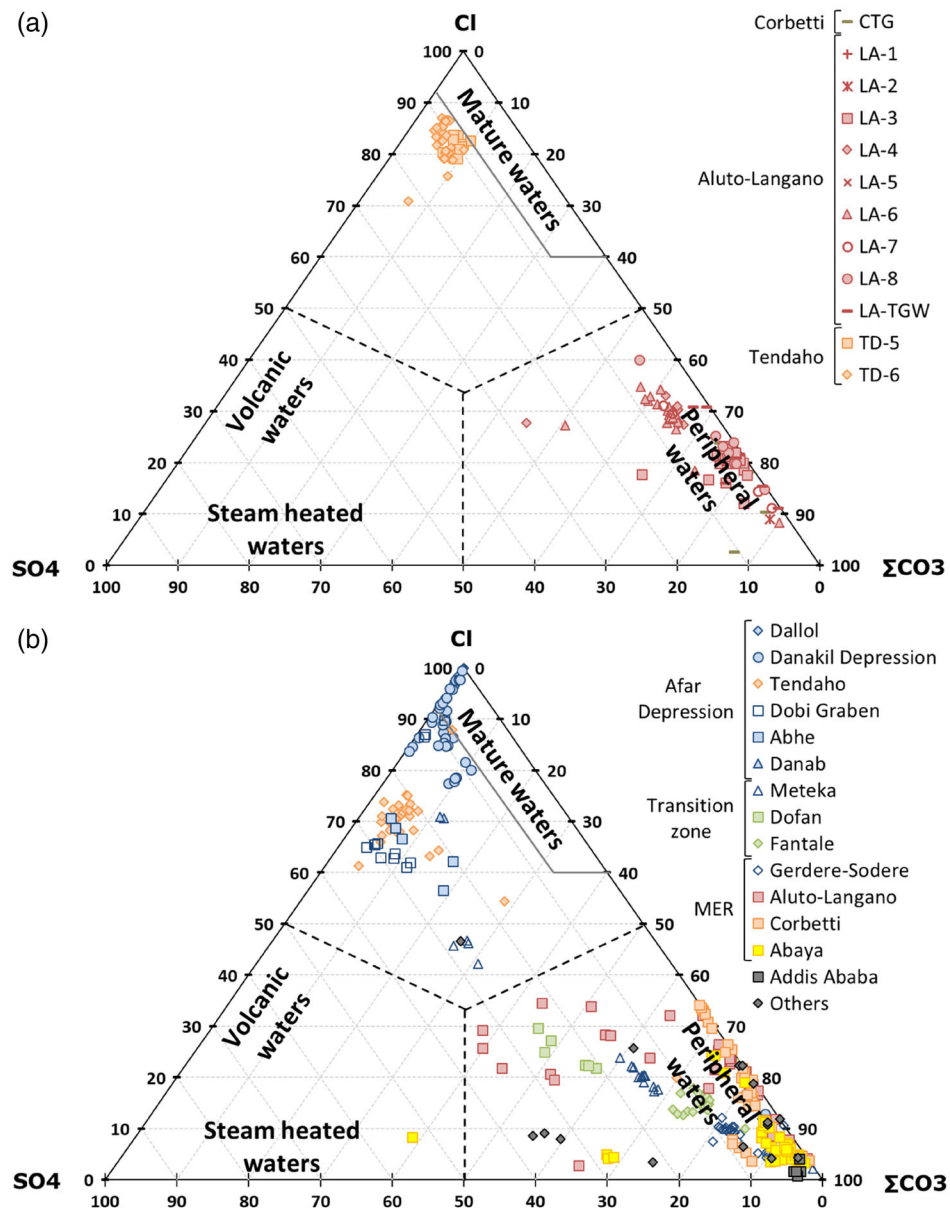 (a)
Cl
100 0
90 10
80 20
70 30
60 40
50 50
40 60
30 70
20 80
10 90
0 100
SO4
ΣCO3
100 90 80 70 60 50 40 30 20 10 0
Mature waters
Volcanic
waters
Steam heated
waters
Peripheral
waters
Corbetti
CTG
Aluto-Langano
LA-1
LA-2
LA-3
LA-4
LA-5
LA-6
LA-7
LA-8
LA-TGW
Tendaho
TD-5
TD-6
(b)
Cl
100 0
90 10
80 20
70 30
60 40
50 50
40 60
30 70
20 80
10 90
0 100
SO4
ΣCO3
100 90 80 70 60 50 40 30 20 10 0
Mature waters
Volcanic
waters
Steam heated
waters
Peripheral
waters
Afar
Depression
Dallol
Danakil Depression
Tendaho
Dobi Graben
Abhe
Danab
Transition
zone
Meteka
Dofan
Fantale
MER
Gerdere-Sodere
Aluto-Langano
Corbetti
Abaya
Addis Ababa
Others